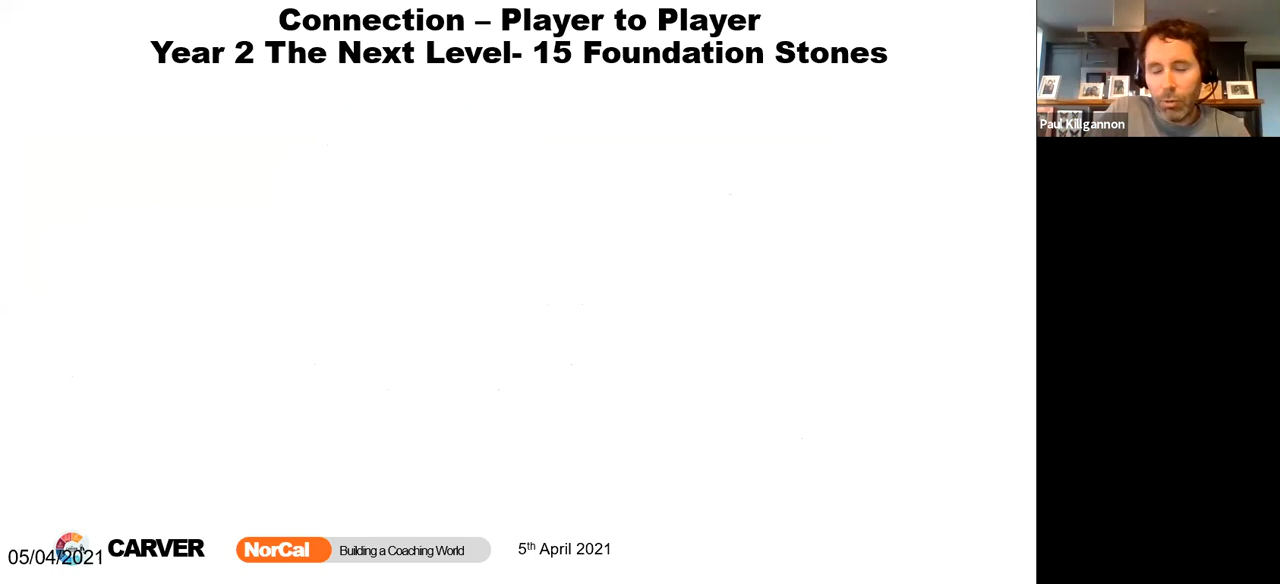 Connection – Player to Player
Year 2 The Next Level- 15 Foundation Stones
Paul Kilgannon
05/04/2021
CARVER
NorCal
Building a Coaching World
5th April 2021